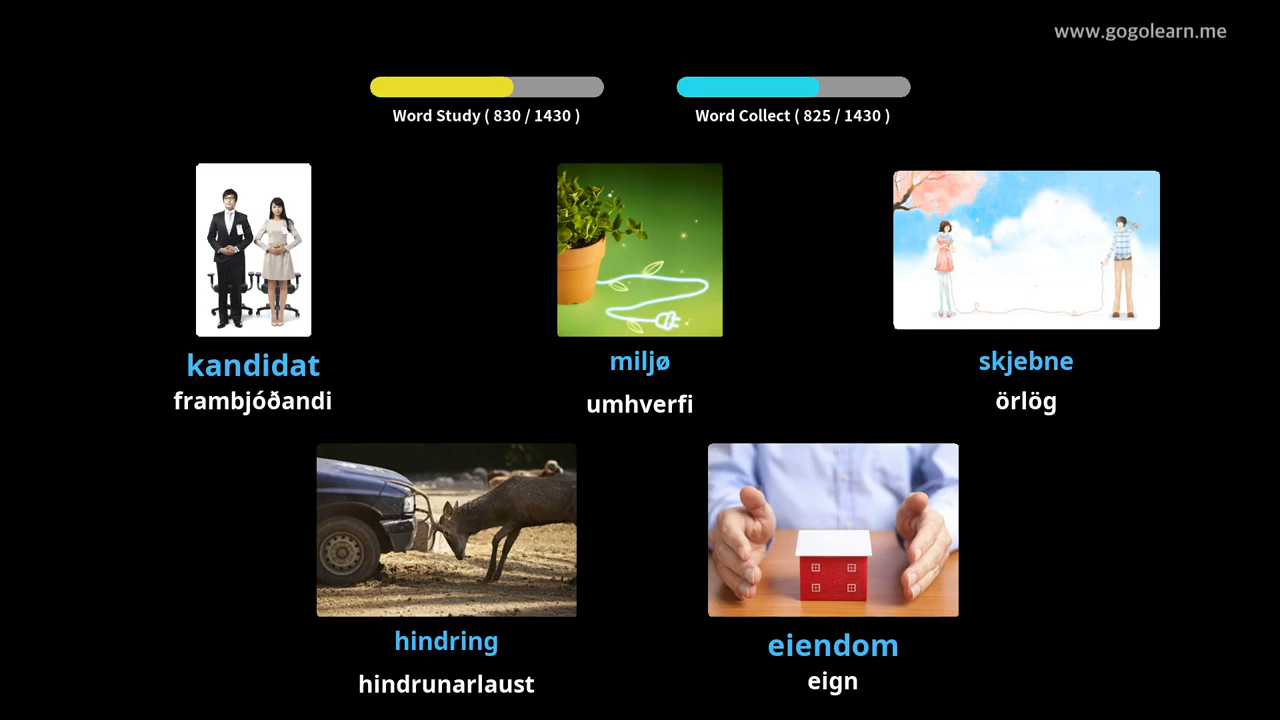 www.gogolearn.me
Word Study ( 830 / 1430 )
Word Collect ( 825 / 1430 )
kandidat
frambjóðandi
miljø
umhverfi
skjebne
örlög
hindring
hindrunarlaust
eiendom
eign